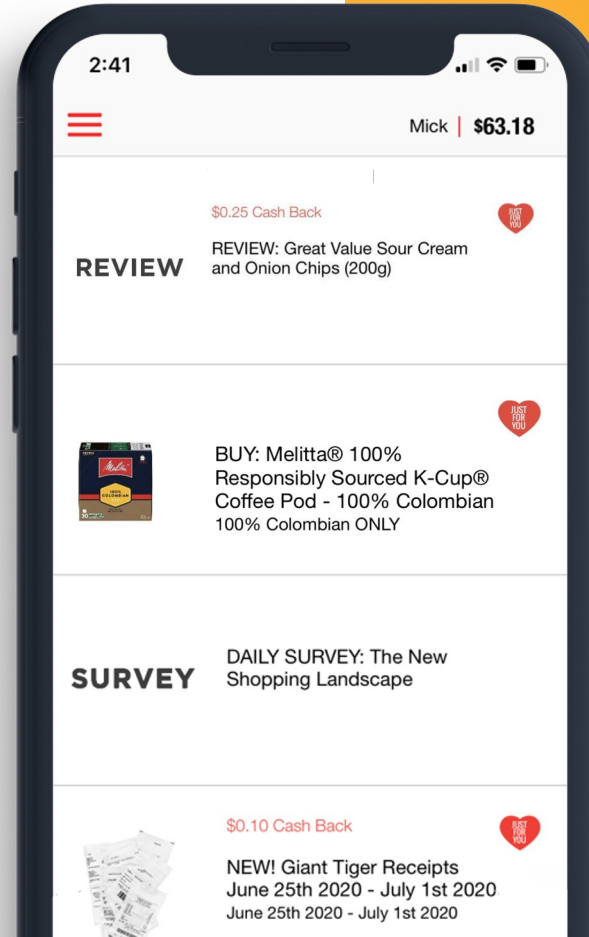 2:41
Mick | $63.18
$0.25 Cash Back
JUST
FOR
YOU
REVIEW
REVIEW: Great Value Sour Cream
and Onion Chips (200g)
JUST
FOR
YOU
Melitta
100%
COLOMBIAN
BUY: Melitta® 100%
Responsibly Sourced K-Cup®
Coffee Pod - 100% Colombian
100% Colombian ONLY
SURVEY
DAILY SURVEY: The New
Shopping Landscape
$0.10 Cash Back
JUST
FOR
YOU
NEW! Giant Tiger Receipts
June 25th 2020 - July 1st 2020
June 25th 2020 - July 1st 2020